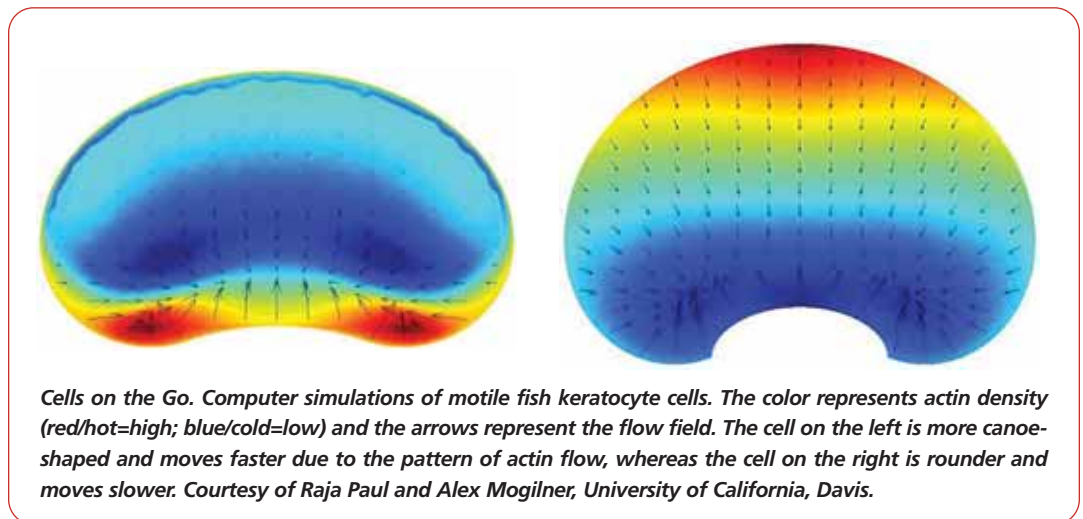 Cells on the Go. Computer simulations of motile fish keratocyte cells. The color represents actin density
(red/hot=high; blue/cold=low) and the arrows represent the flow field. The cell on the left is more canoe-
shaped and moves faster due to the pattern of actin flow, whereas the cell on the right is rounder and
moves slower. Courtesy of Raja Paul and Alex Mogilner, University of California, Davis.